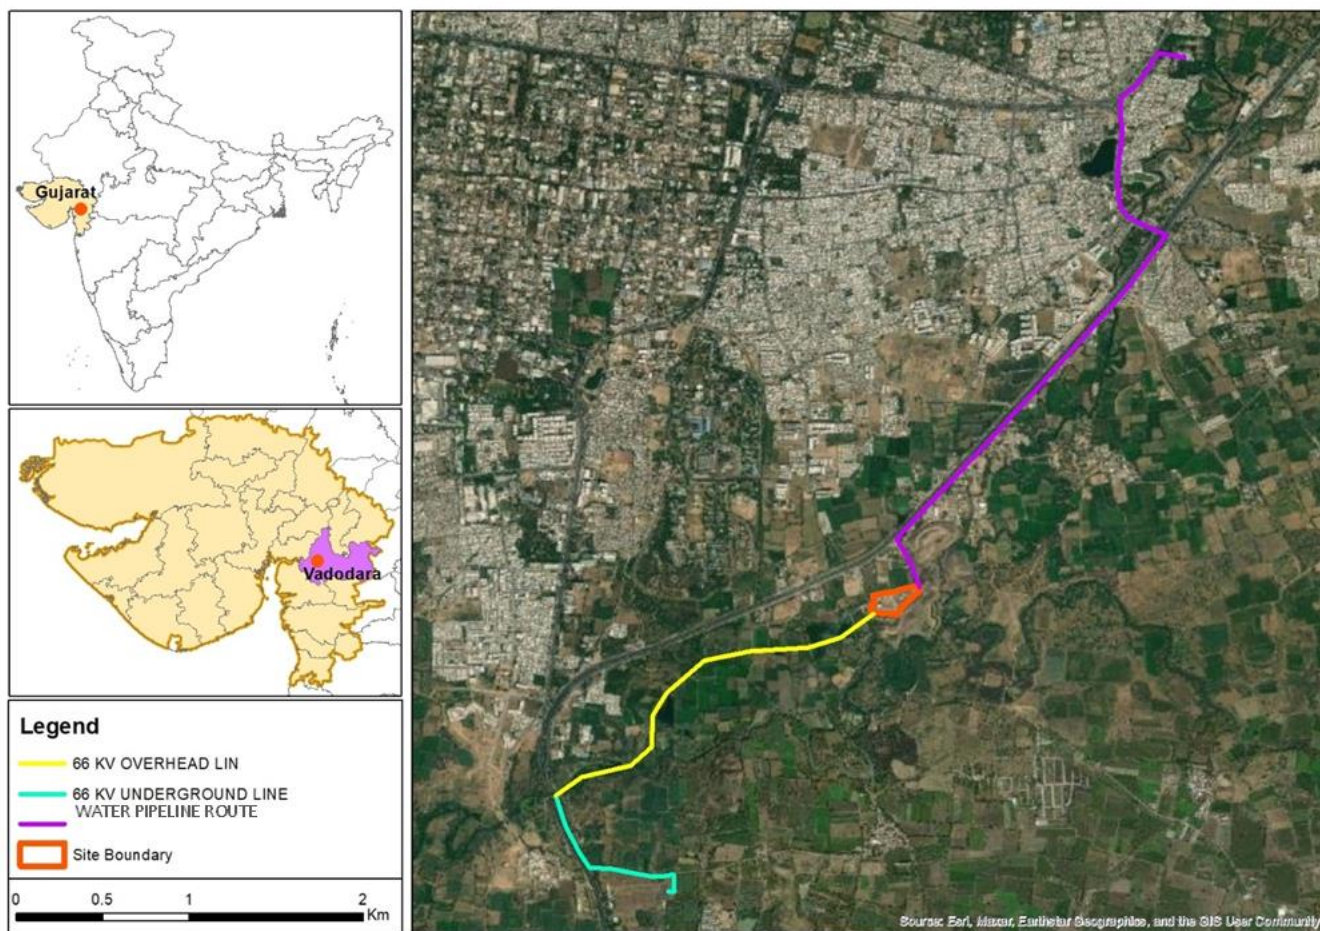 Gujarat
Vadodara
Legend
66 KV OVERHEAD LIN
66 KV UNDERGROUND LINE
WATER PIPELINE ROUTE
Site Boundary
0 0.5 1 2
Km
Source: Esri, Maxar, Earthstar Geographics, and the GIS User Community